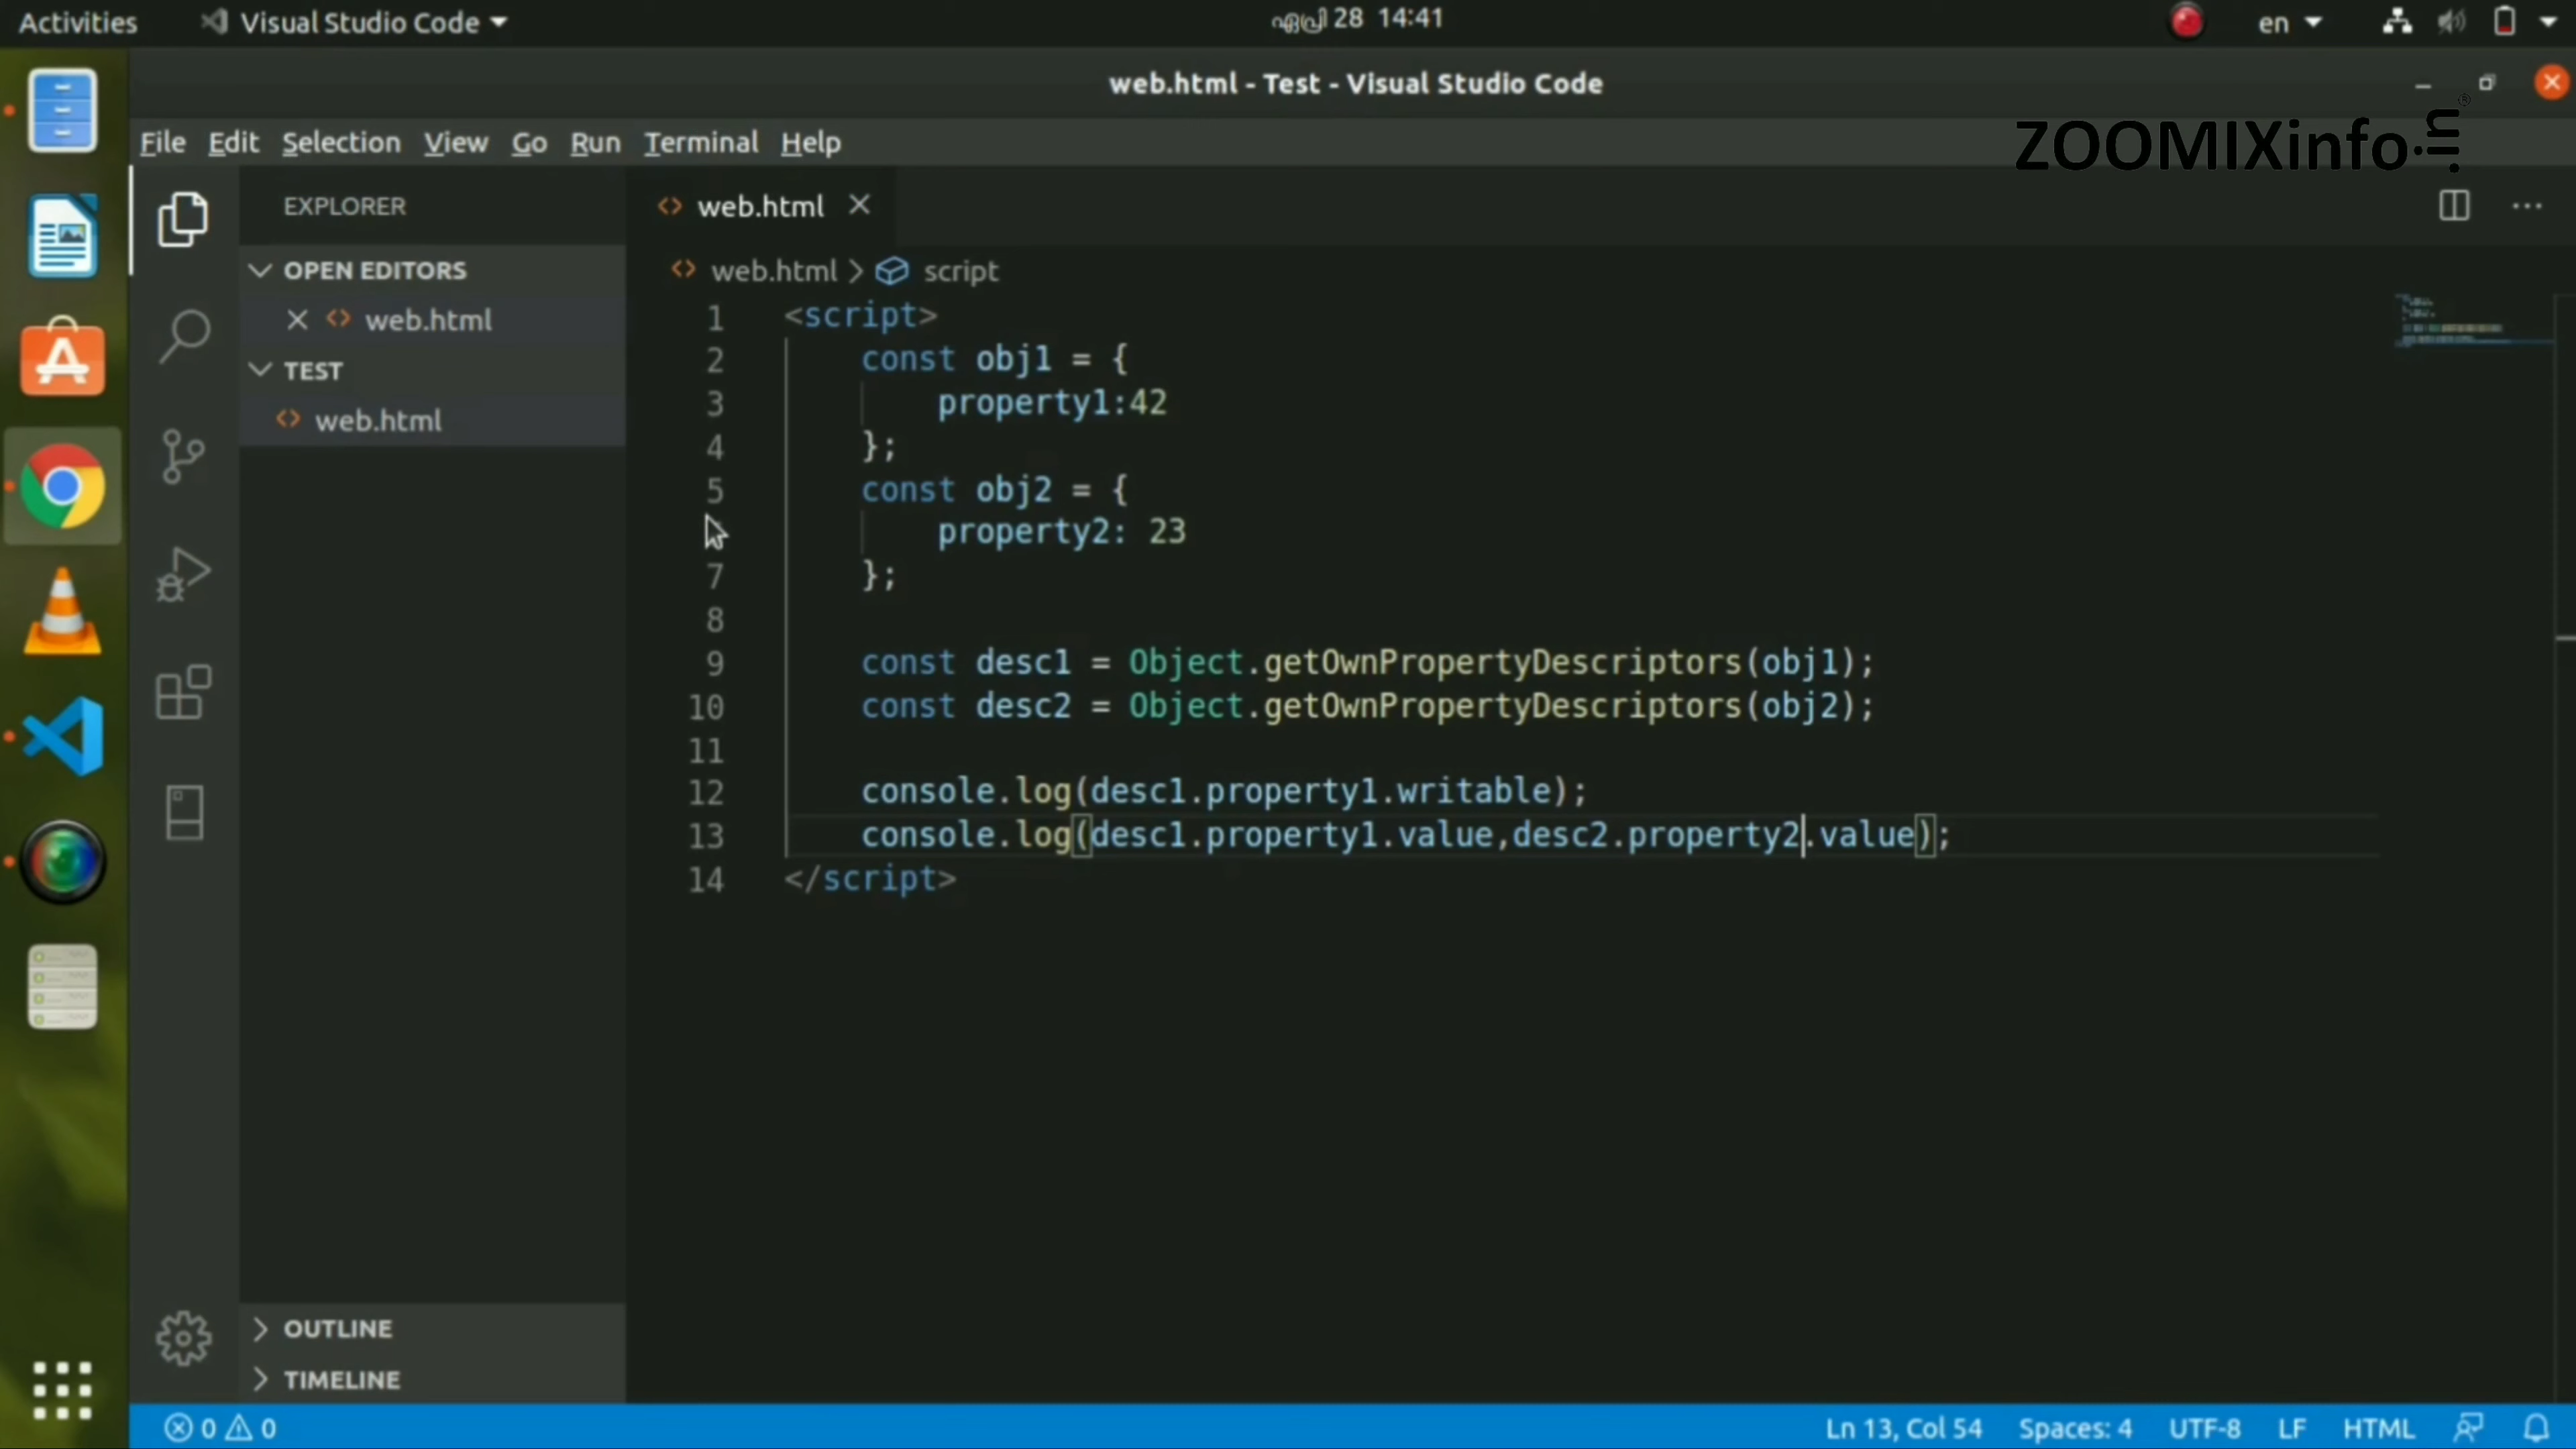 Activities Visual Studio Code ഏപ്രി 28 14:41 en
web.html - Test - Visual Studio Code
ZOOMIXinfo.in®
File Edit Selection View Go Run Terminal Help
EXPLORER
OPEN EDITORS
web.html
TEST
web.html
OUTLINE
TIMELINE
web.html
web.html > script
1 <script>
2 const obj1 = {
3 property1:42
4 };
5 const obj2 = {
property2: 23
7 };
8
9 const desc1 = Object.getOwnPropertyDescriptors(obj1);
10 const desc2 = Object.getOwnPropertyDescriptors(obj2);
11
12 console.log(desc1.property1.writable);
13 console.log(desc1.property1.value,desc2.property2.value);
14 </script>
0 0 Ln 13, Col 54 Spaces: 4 UTF-8 LF HTML